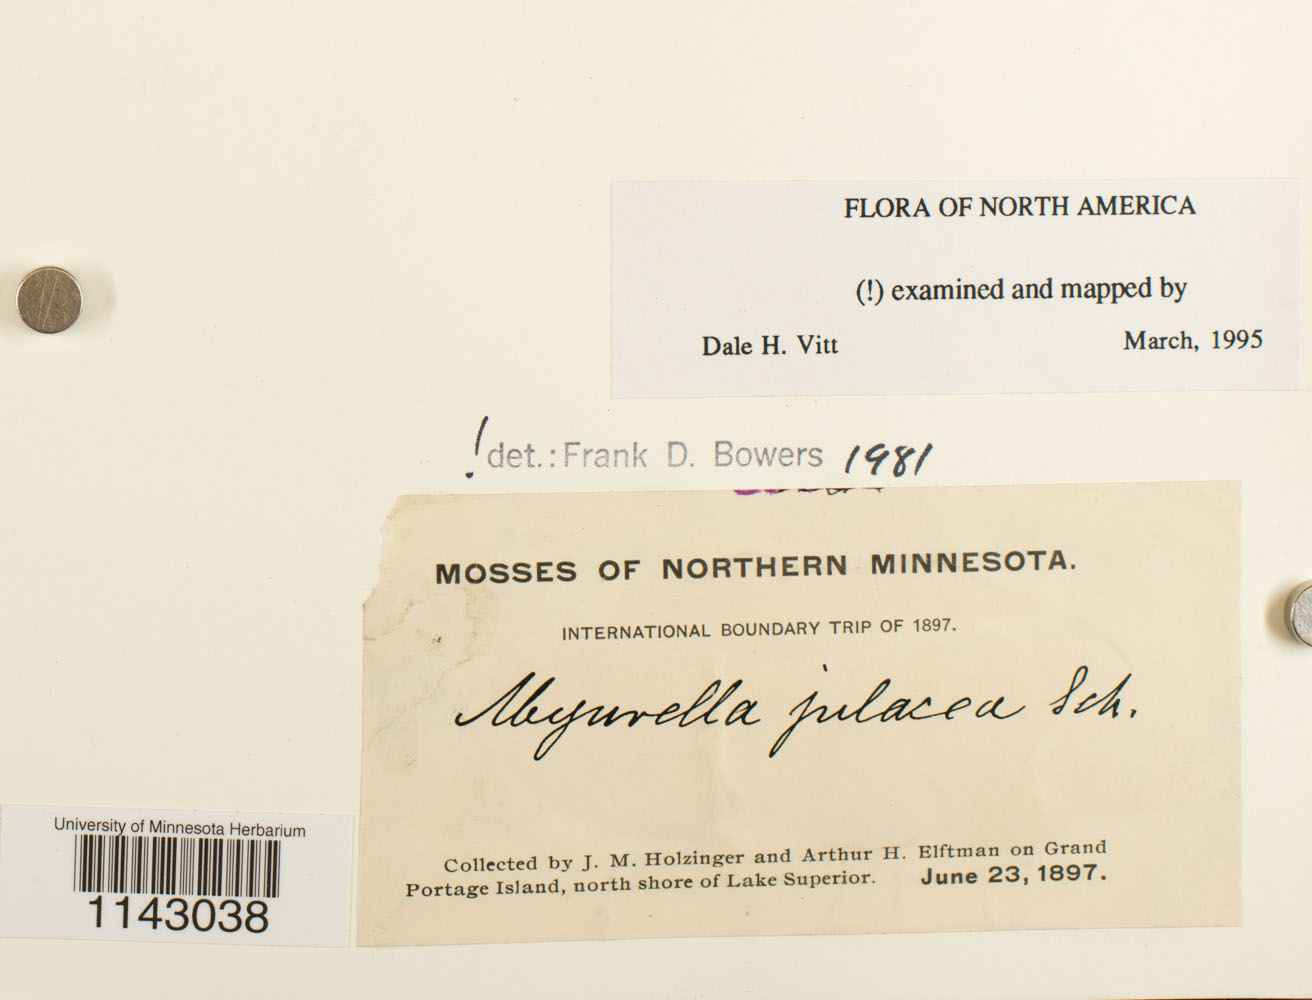 FLORA OF NORTH AMERICA
(!) examined and mapped by
Dale H. Vitt March, 1995
! det.: Frank D. Bowers 1981
MOSSES OF NORTHERN MINNESOTA.
INTERNATIONAL BOUNDARY TRIP OF 1897.
Myurella julacea Sch.
Collected by J. M. Holzinger and Arthur H. Elftman on Grand
Portage Island, north shore of Lake Superior. June 23, 1897.
University of Minnesota Herbarium
1143038